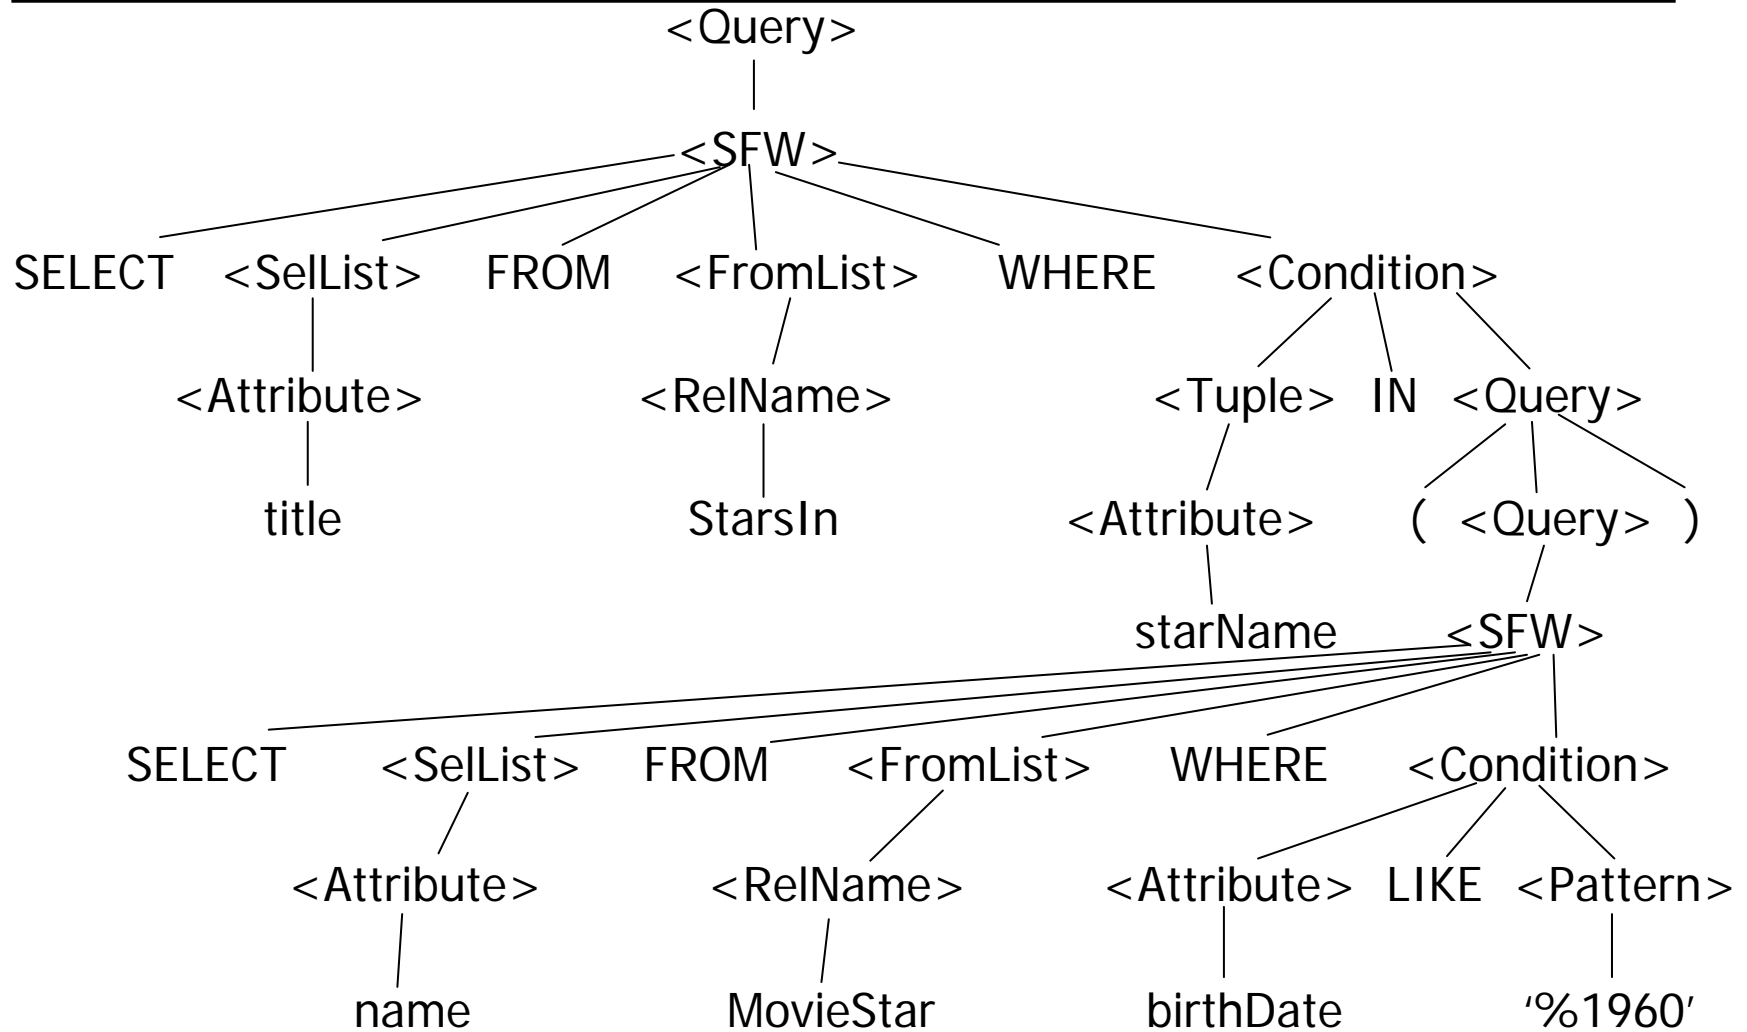 <Query>
<SFW>
SELECT <SelList> FROM <FromList> WHERE <Condition>
<Attribute> <RelName> <Tuple> IN <Query>
title StarsIn <Attribute> ( <Query> )
starName <SFW>
SELECT <SelList> FROM <FromList> WHERE <Condition>
<Attribute> <RelName> <Attribute> LIKE <Pattern>
name MovieStar birthDate ‘%1960’